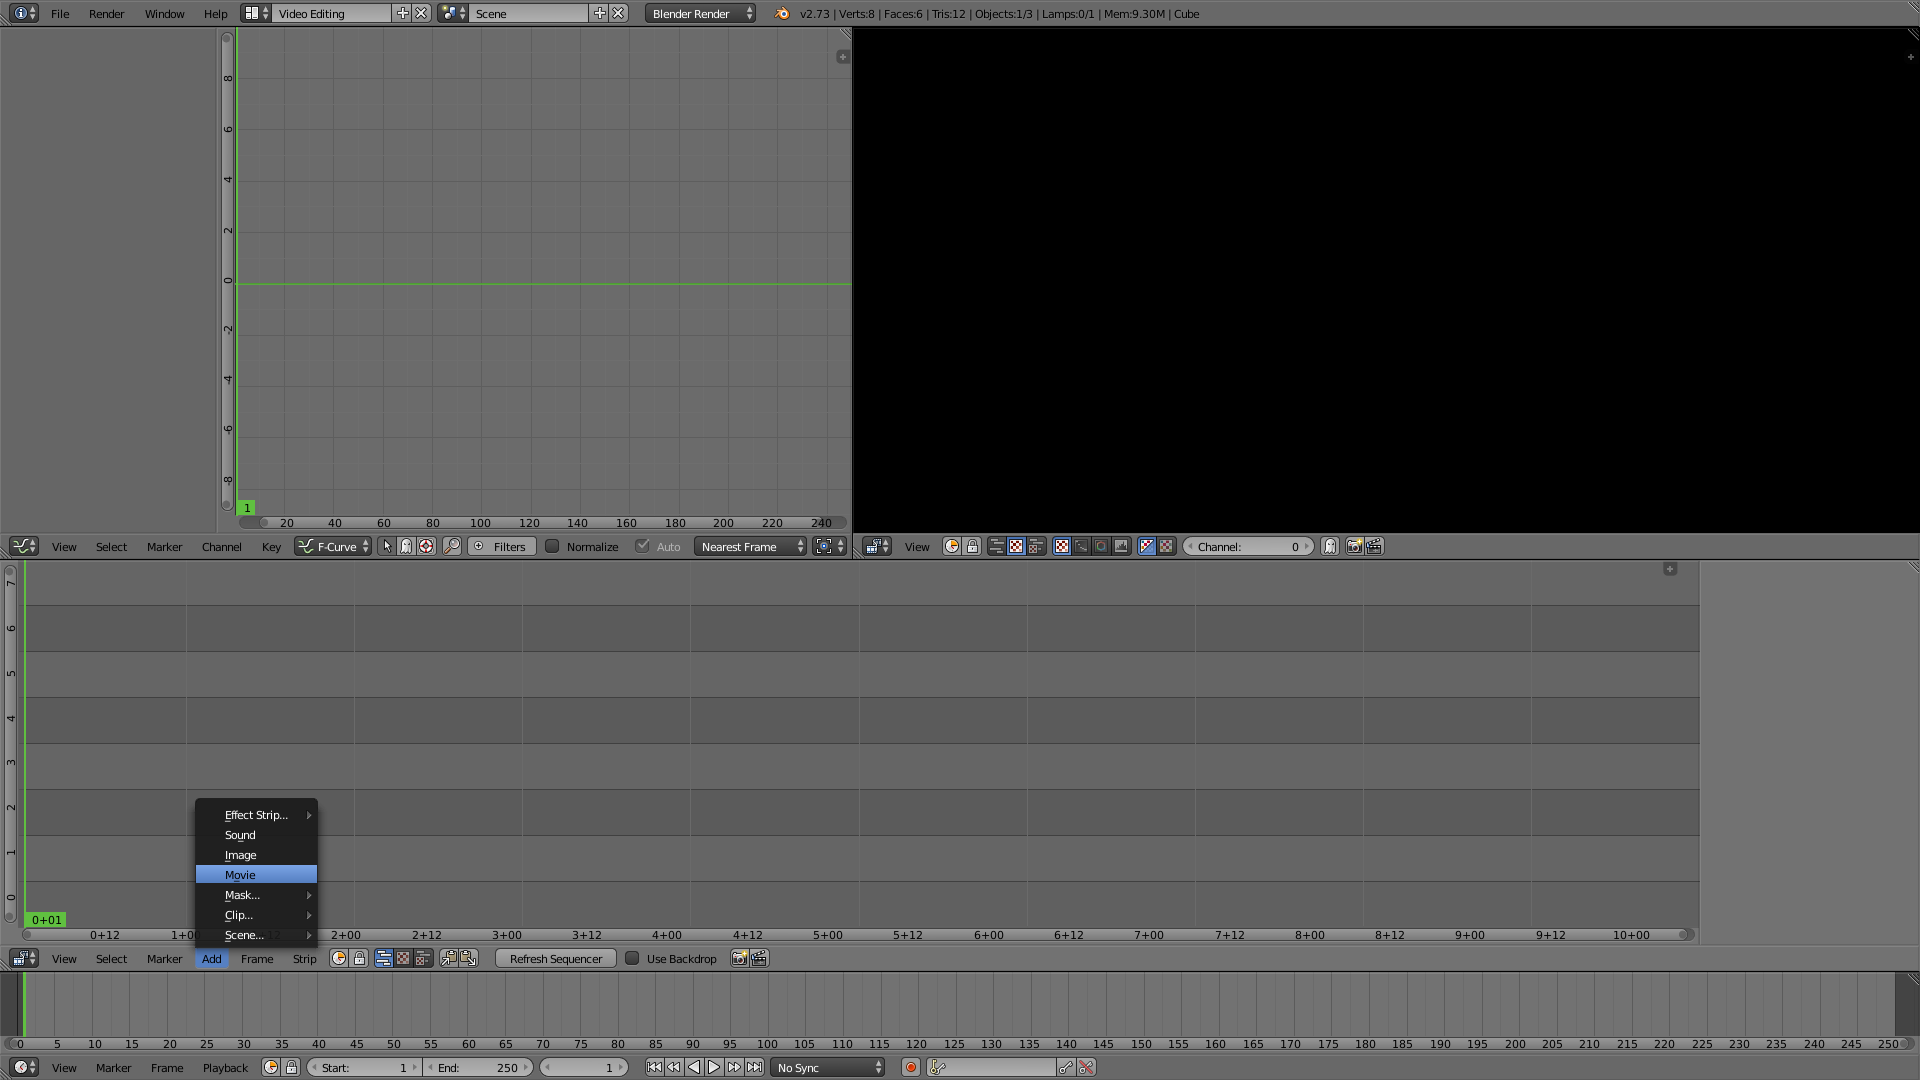 File Render Window Help Video Editing Scene Blender Render v2.73 | Verts:8 | Faces:6 | Tris:12 | Objects:1/3 | Lamps:0/1 | Mem:9.30M | Cube
8
6
4
2
0
-2
-4
-6
-8
1
20 40 60 80 100 120 140 160 180 200 220 240
View Select Marker Channel Key F-Curve Filters Normalize Auto Nearest Frame
View Channel: 0
7
6
5
4
3
2
1
0
Effect Strip...
Sound
Image
Movie
Mask...
Clip...
Scene...
0+01
0+12 1+00 2+00 2+12 3+00 3+12 4+00 4+12 5+00 5+12 6+00 6+12 7+00 7+12 8+00 8+12 9+00 9+12 10+00
View Select Marker Add Frame Strip Refresh Sequencer Use Backdrop
0 5 10 15 20 25 30 35 40 45 50 55 60 65 70 75 80 85 90 95 100 105 110 115 120 125 130 135 140 145 150 155 160 165 170 175 180 185 190 195 200 205 210 215 220 225 230 235 240 245 250
View Marker Frame Playback Start: 1 End: 250 1 No Sync